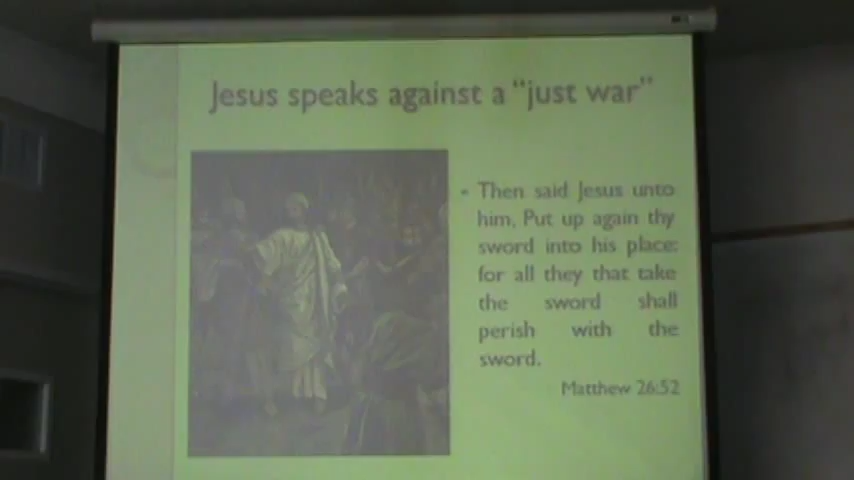 Jesus speaks against a “just war”
- Then said Jesus unto
him, Put up again thy
sword into his place:
for all they that take
the sword shall
perish with the
sword.
Matthew 26:52